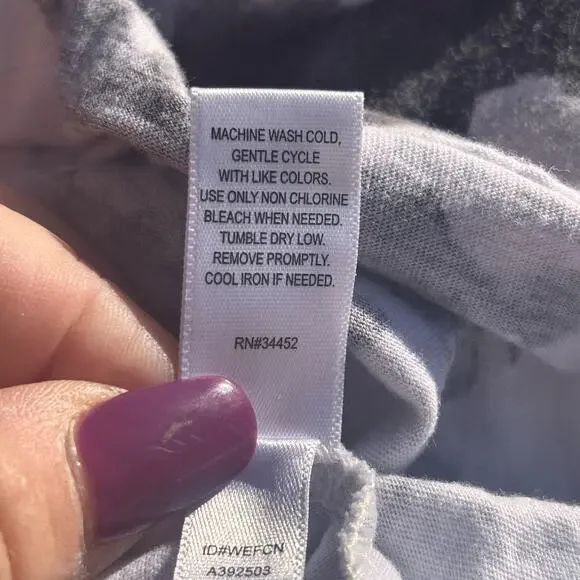 MACHINE WASH COLD,
GENTLE CYCLE
WITH LIKE COLORS.
USE ONLY NON CHLORINE
BLEACH WHEN NEEDED.
TUMBLE DRY LOW.
REMOVE PROMPTLY.
COOL IRON IF NEEDED.
RN#34452
ID#WEFCN
A392503